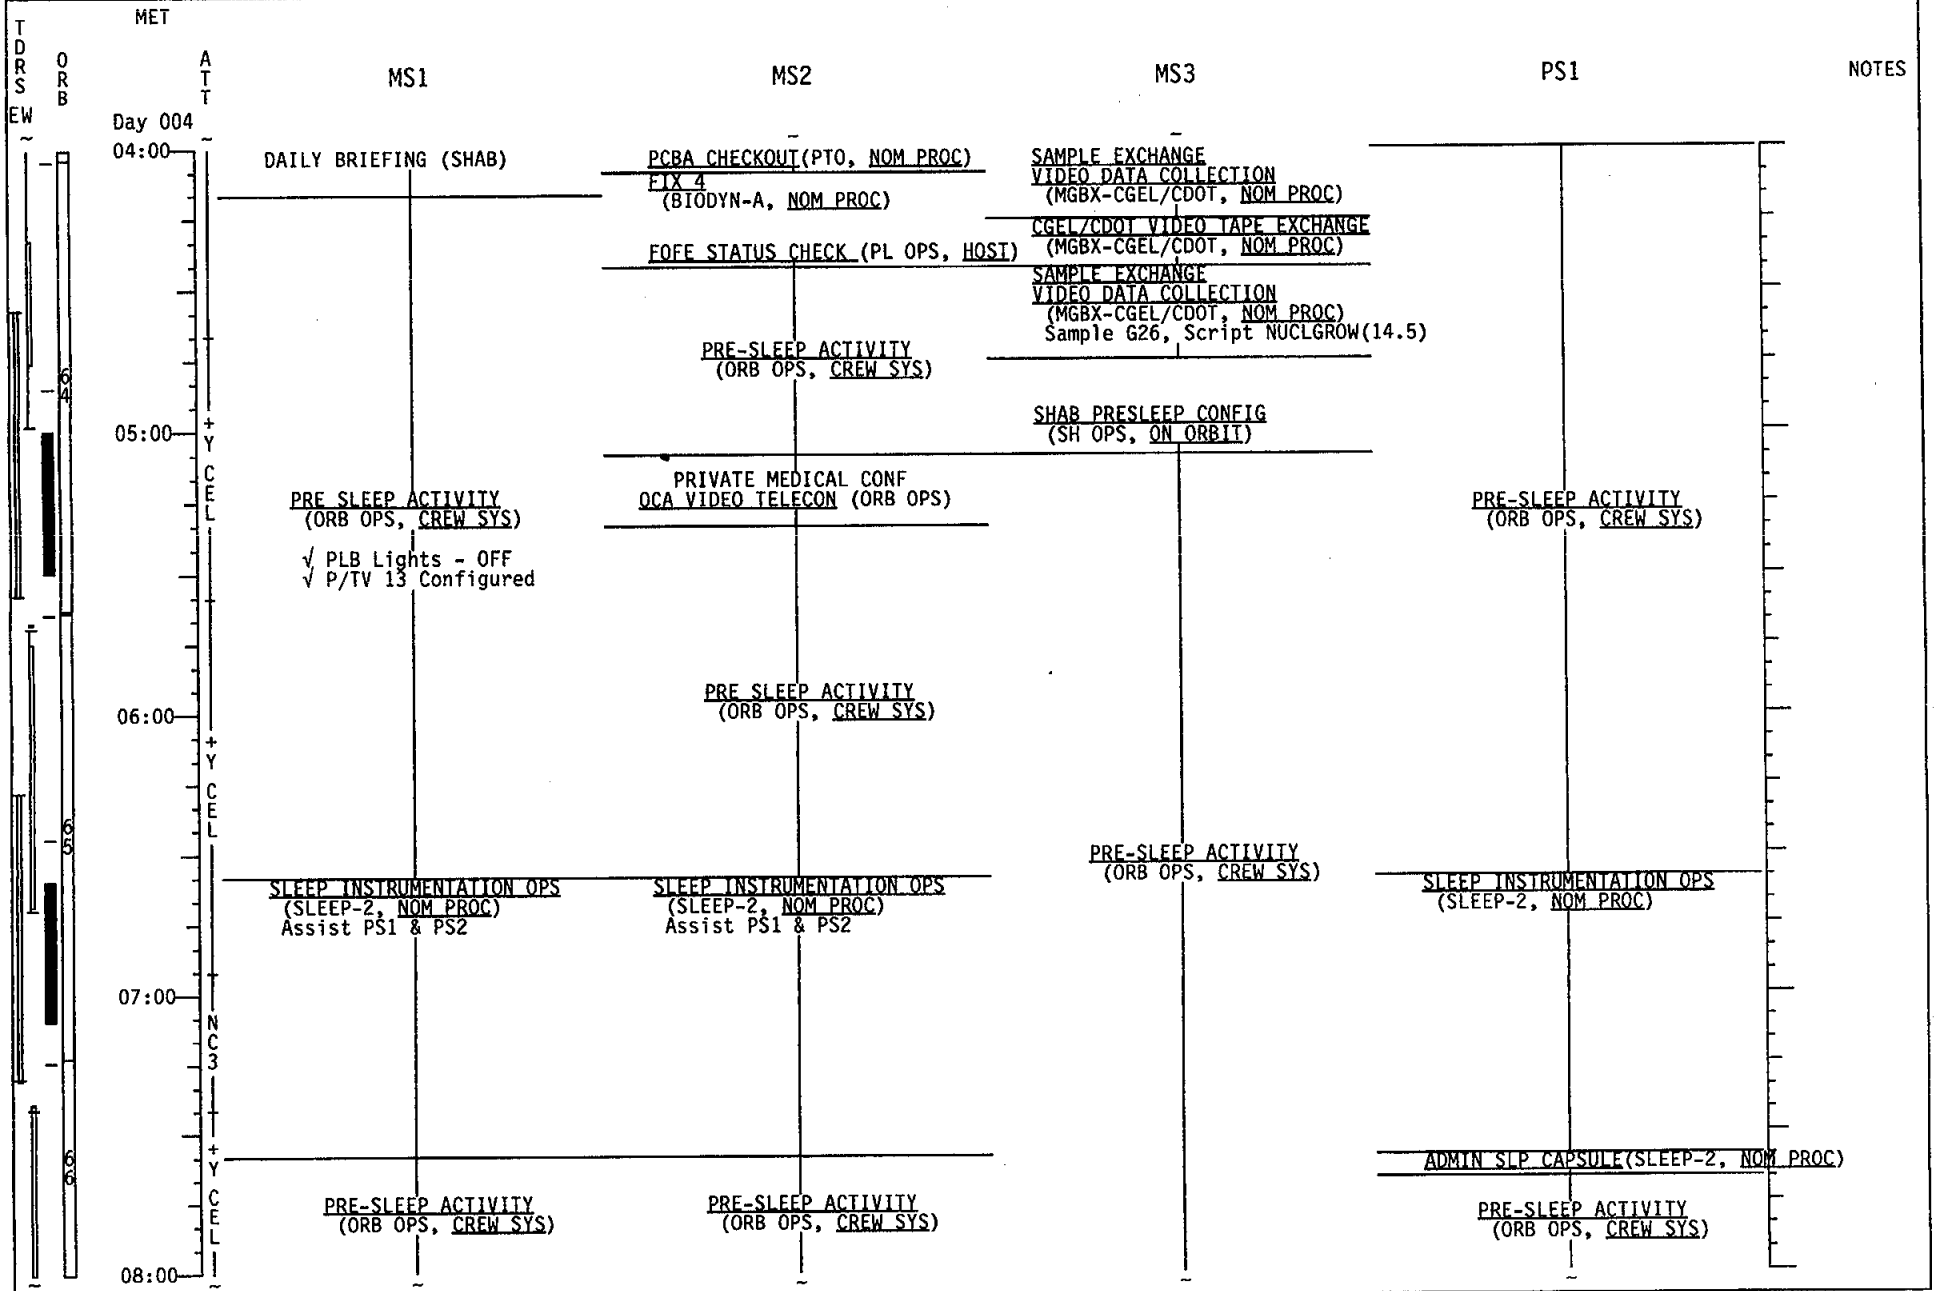 MET
TDRS
EW
ORB
ATT
MS1
MS2
MS3
PS1
NOTES
Day 004
04:00
DAILY BRIEFING (SHAB)
PCBA CHECKOUT(PTO, NOM PROC)
FIX 4
(BIODYN-A, NOM PROC)
FOFE STATUS CHECK (PL OPS, HOST)
SAMPLE EXCHANGE
VIDEO DATA COLLECTION
(MGBX-CGEL/CDOT, NOM PROC)
CGEL/CDOT VIDEO TAPE EXCHANGE
(MGBX-CGEL/CDOT, NOM PROC)
SAMPLE EXCHANGE
VIDEO DATA COLLECTION
(MGBX-CGEL/CDOT, NOM PROC)
Sample G26, Script NUCLGROW(14.5)
PRE-SLEEP ACTIVITY
(ORB OPS, CREW SYS)
64
+Y CEL
05:00
SHAB PRESLEEP CONFIG
(SH OPS, ON ORBIT)
PRIVATE MEDICAL CONF
OCA VIDEO TELECON (ORB OPS)
PRE SLEEP ACTIVITY
(ORB OPS, CREW SYS)
√ PLB Lights - OFF
√ P/TV 13 Configured
PRE-SLEEP ACTIVITY
(ORB OPS, CREW SYS)
06:00
PRE SLEEP ACTIVITY
(ORB OPS, CREW SYS)
+Y CEL
65
PRE-SLEEP ACTIVITY
(ORB OPS, CREW SYS)
SLEEP INSTRUMENTATION OPS
(SLEEP-2, NOM PROC)
Assist PS1 & PS2
SLEEP INSTRUMENTATION OPS
(SLEEP-2, NOM PROC)
Assist PS1 & PS2
SLEEP INSTRUMENTATION OPS
(SLEEP-2, NOM PROC)
07:00
NC3
66
+Y CEL
ADMIN SLP CAPSULE(SLEEP-2, NOM PROC)
PRE-SLEEP ACTIVITY
(ORB OPS, CREW SYS)
PRE-SLEEP ACTIVITY
(ORB OPS, CREW SYS)
PRE-SLEEP ACTIVITY
(ORB OPS, CREW SYS)
08:00